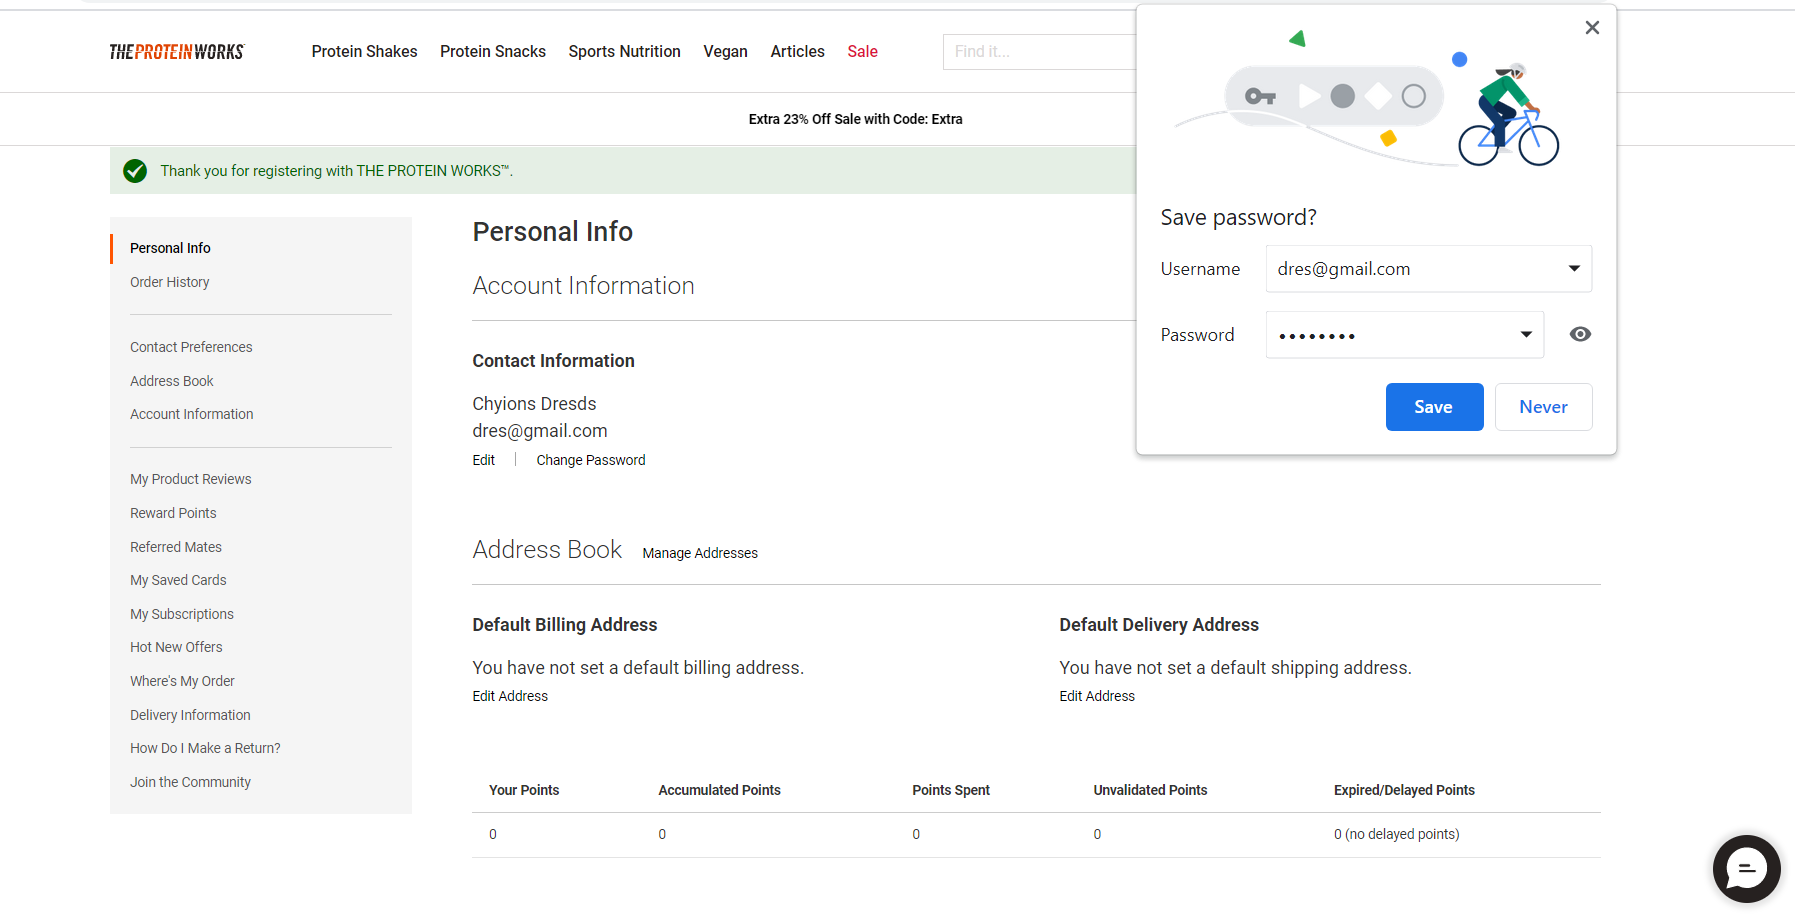 THEPROTEINWORKS
Protein Shakes Protein Snacks Sports Nutrition Vegan Articles Sale
Find it...
Extra 23% Off Sale with Code: Extra
Thank you for registering with THE PROTEIN WORKS™.
Personal Info
Order History
Contact Preferences
Address Book
Account Information
My Product Reviews
Reward Points
Referred Mates
My Saved Cards
My Subscriptions
Hot New Offers
Where's My Order
Delivery Information
How Do I Make a Return?
Join the Community
Personal Info
Account Information
Contact Information
Chyions Dresds
dres@gmail.com
Edit | Change Password
Address Book Manage Addresses
Default Billing Address
You have not set a default billing address.
Edit Address
Default Delivery Address
You have not set a default shipping address.
Edit Address
Your Points Accumulated Points Points Spent Unvalidated Points Expired/Delayed Points
0 0 0 0 0 (no delayed points)
Save password?
Username dres@gmail.com
Password ••••••••
Save Never